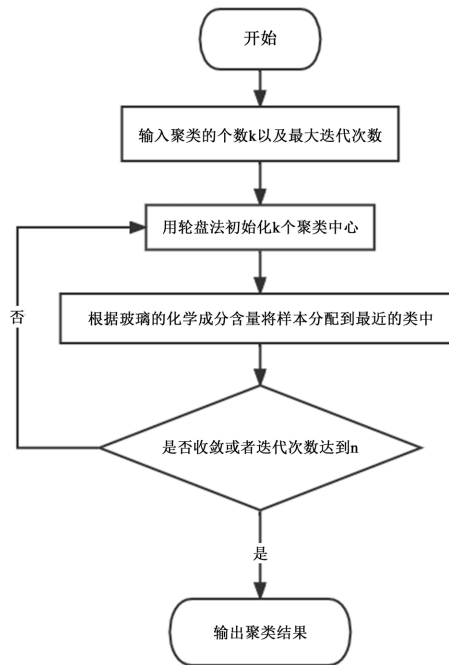 开始
输入聚类的个数k以及最大迭代次数
用轮盘法初始化k个聚类中心
否
根据玻璃的化学成分含量将样本分配到最近的类中
是否收敛或者迭代次数达到n
是
输出聚类结果